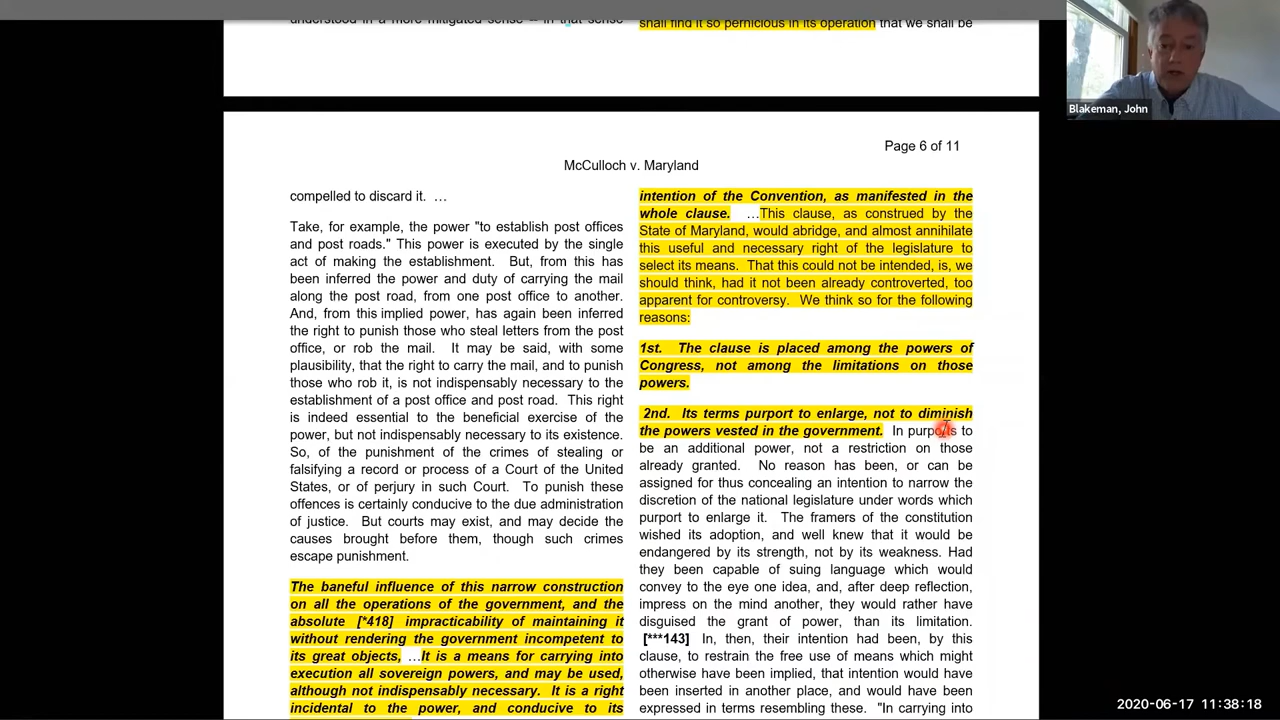 understood in a more mitigated sense -- in that sense
shall find it so pernicious in its operation that we shall be
Blakeman, John
Page 6 of 11
McCulloch v. Maryland
compelled to discard it. …
Take, for example, the power "to establish post offices
and post roads." This power is executed by the single
act of making the establishment. But, from this has
been inferred the power and duty of carrying the mail
along the post road, from one post office to another.
And, from this implied power, has again been inferred
the right to punish those who steal letters from the post
office, or rob the mail. It may be said, with some
plausibility, that the right to carry the mail, and to punish
those who rob it, is not indispensably necessary to the
establishment of a post office and post road. This right
is indeed essential to the beneficial exercise of the
power, but not indispensably necessary to its existence.
So, of the punishment of the crimes of stealing or
falsifying a record or process of a Court of the United
States, or of perjury in such Court. To punish these
offences is certainly conducive to the due administration
of justice. But courts may exist, and may decide the
causes brought before them, though such crimes
escape punishment.
The baneful influence of this narrow construction
on all the operations of the government, and the
absolute [*418] impracticability of maintaining it
without rendering the government incompetent to
its great objects, …It is a means for carrying into
execution all sovereign powers, and may be used,
although not indispensably necessary. It is a right
incidental to the power, and conducive to its
intention of the Convention, as manifested in the
whole clause. …This clause, as construed by the
State of Maryland, would abridge, and almost annihilate
this useful and necessary right of the legislature to
select its means. That this could not be intended, is, we
should think, had it not been already controverted, too
apparent for controversy. We think so for the following
reasons:
1st. The clause is placed among the powers of
Congress, not among the limitations on those
powers.
2nd. Its terms purport to enlarge, not to diminish
the powers vested in the government. In purports to
be an additional power, not a restriction on those
already granted. No reason has been, or can be
assigned for thus concealing an intention to narrow the
discretion of the national legislature under words which
purport to enlarge it. The framers of the constitution
wished its adoption, and well knew that it would be
endangered by its strength, not by its weakness. Had
they been capable of suing language which would
convey to the eye one idea, and, after deep reflection,
impress on the mind another, they would rather have
disguised the grant of power, than its limitation.
[***143] In, then, their intention had been, by this
clause, to restrain the free use of means which might
otherwise have been implied, that intention would have
been inserted in another place, and would have been
expressed in terms resembling these. "In carrying into
2020-06-17 11:38:18